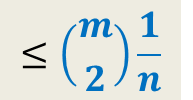 ≤ (m 2) 1/n